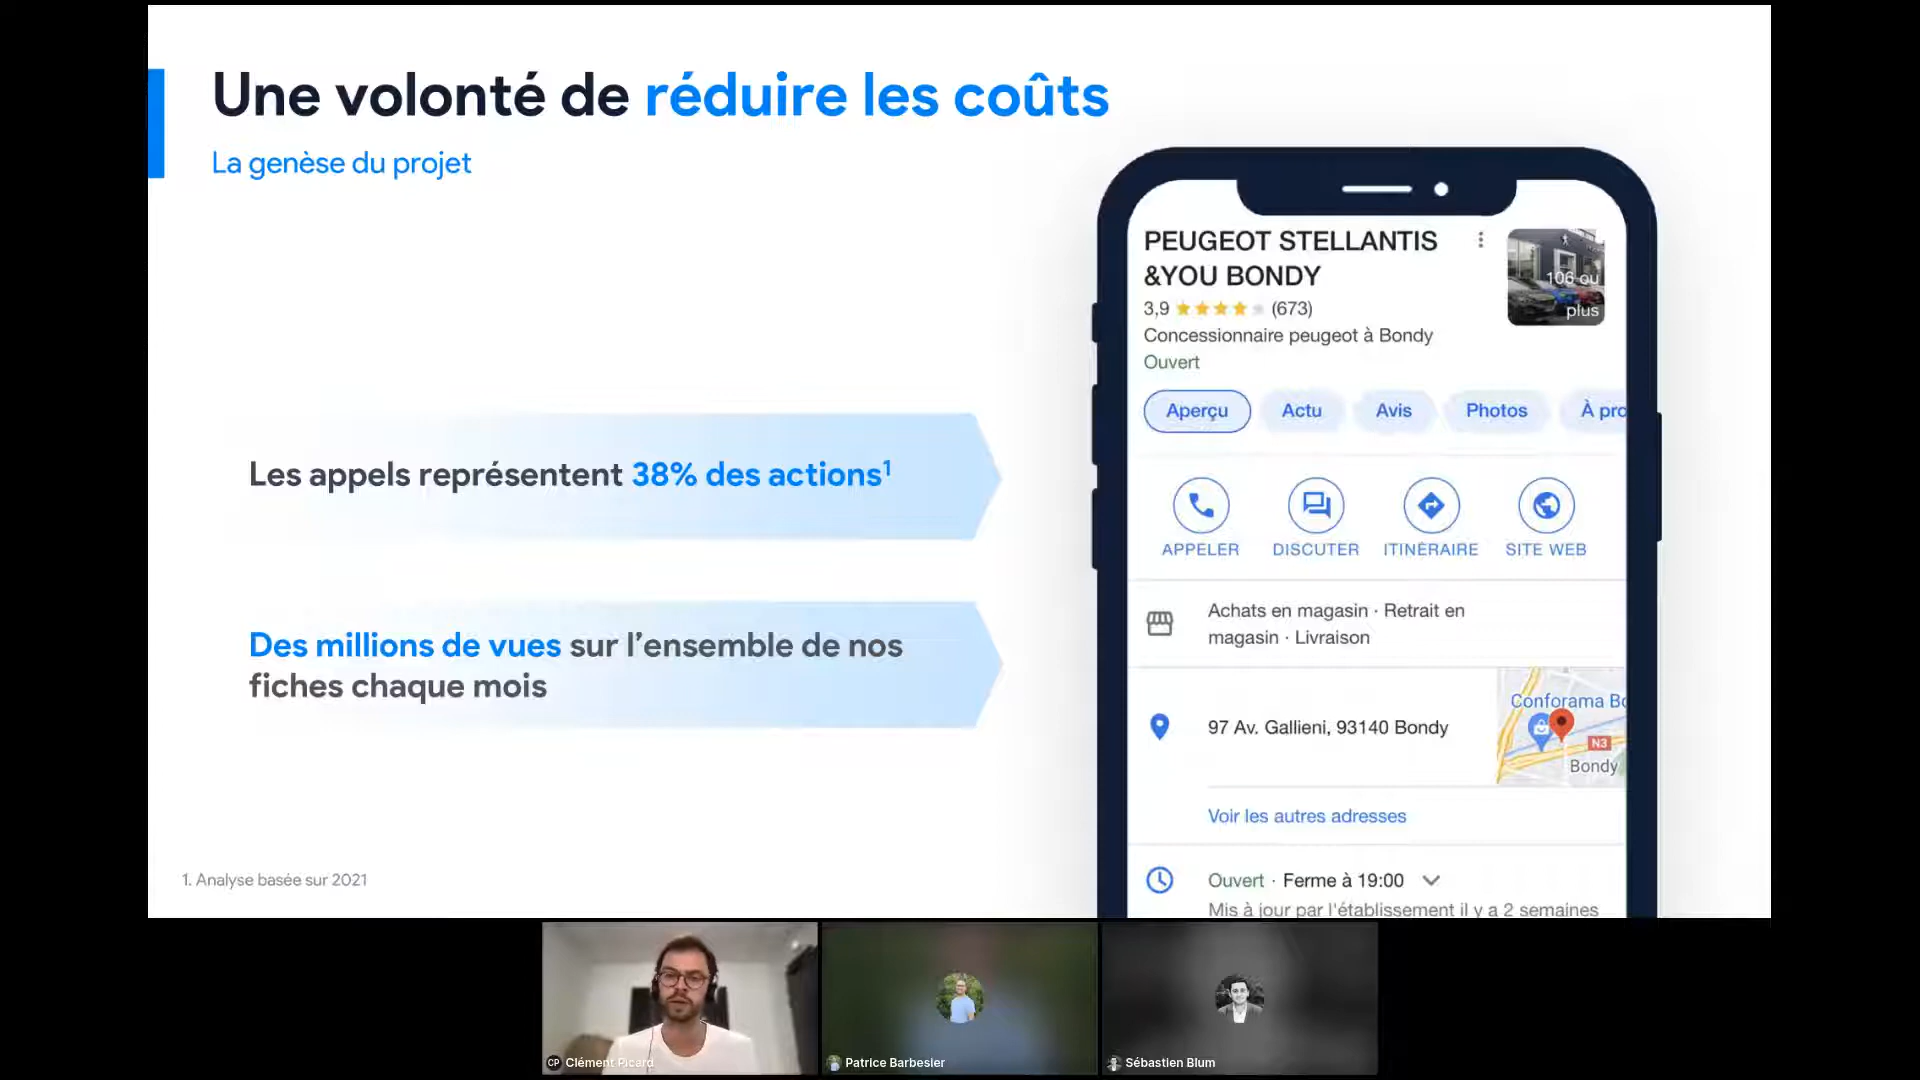 Une volonté de réduire les coûts
La genèse du projet
Les appels représentent 38% des actions¹
Des millions de vues sur l’ensemble de nos
fiches chaque mois
1. Analyse basée sur 2021
PEUGEOT STELLANTIS
&YOU BONDY
3,9 (673)
Concessionnaire peugeot à Bondy
Ouvert
106 ou
plus
Aperçu Actu Avis Photos À pro
APPELER DISCUTER ITINÉRAIRE SITE WEB
Achats en magasin · Retrait en
magasin · Livraison
97 Av. Gallieni, 93140 Bondy
Conforama Bo
N3
Bondy
Voir les autres adresses
Ouvert · Ferme à 19:00
Mis à jour par l'établissement il y a 2 semaines
CP Clément Picard
Patrice Barbesier
Sébastien Blum